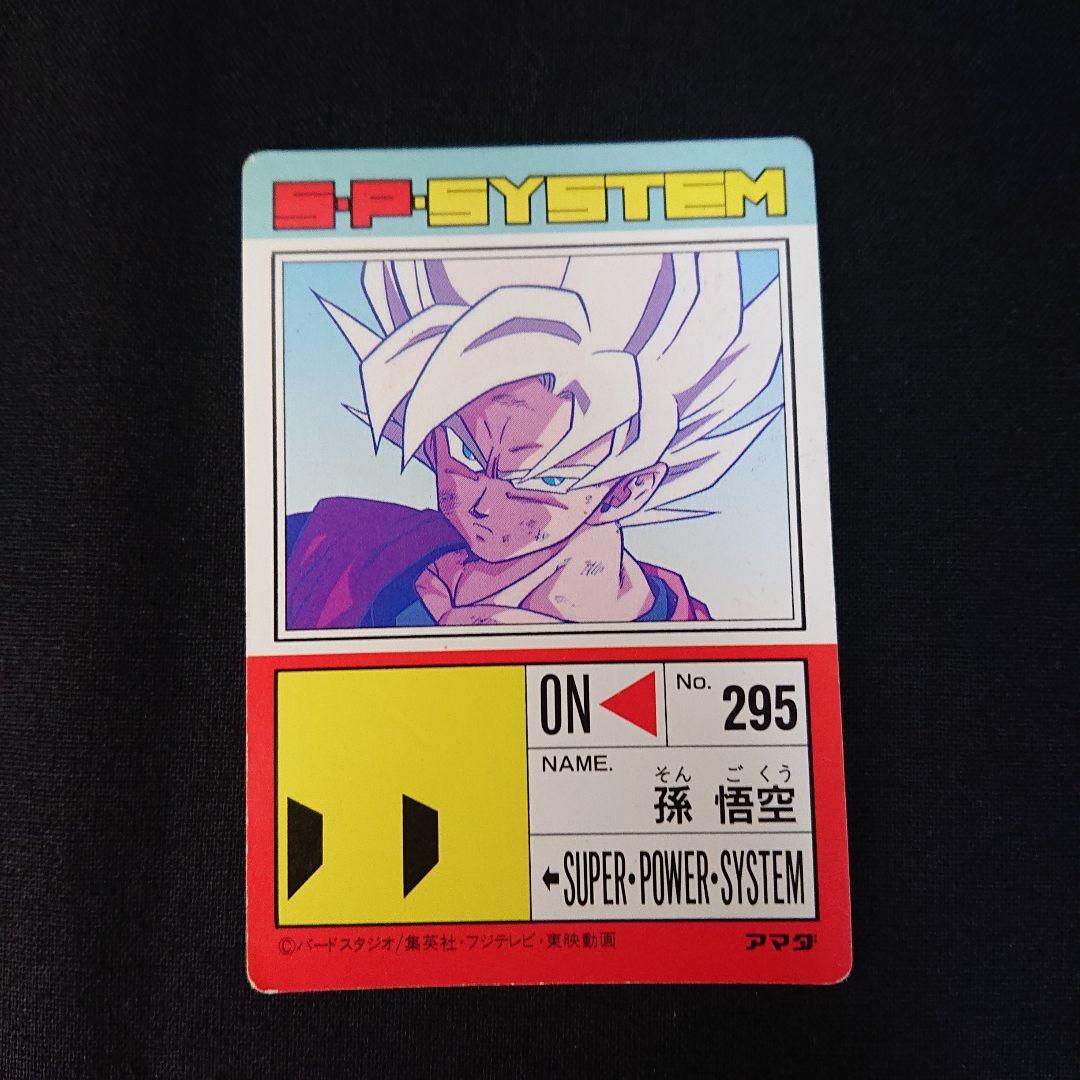 S・P・SYSTEM
ON
No.
295
NAME.
そん ごくう
孫 悟空
←SUPER・POWER・SYSTEM
©バードスタジオ/集英社・フジテレビ・東映動画
アマダ